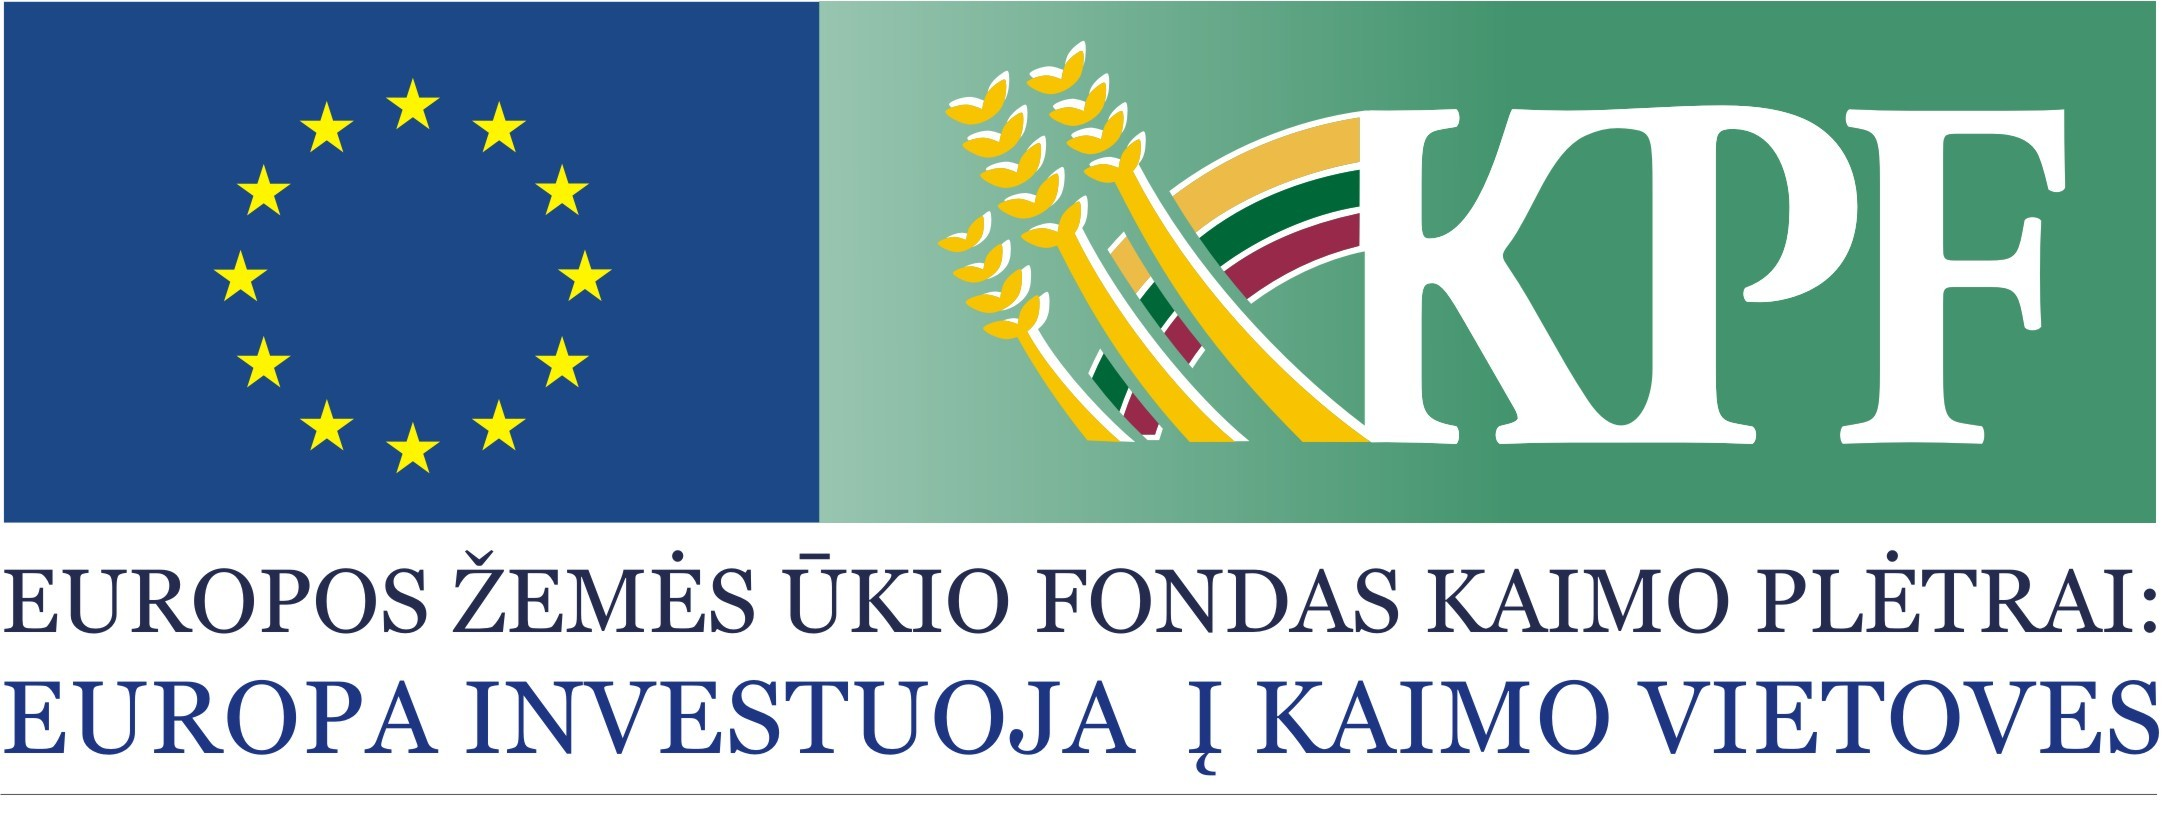 KPF
EUROPOS ŽEMĖS ŪKIO FONDAS KAIMO PLĖTRAI:
EUROPA INVESTUOJA Į KAIMO VIETOVES